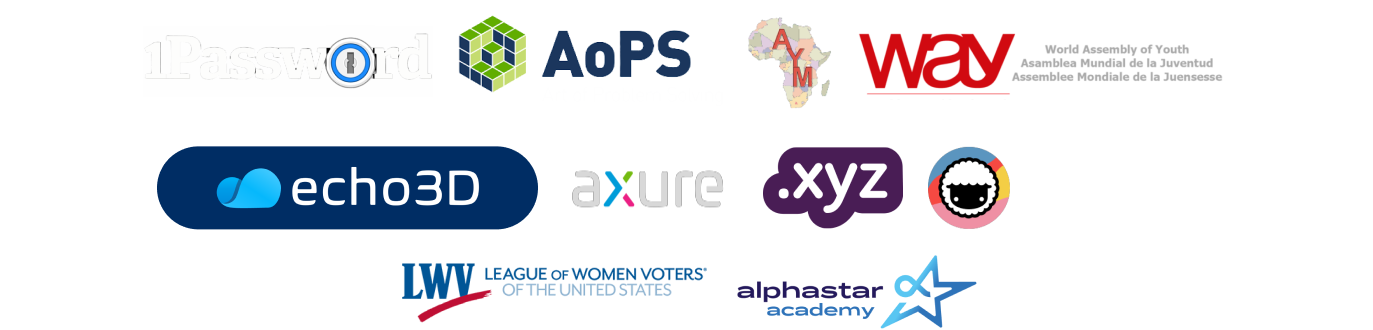 1Password
AoPS
AYM
way
World Assembly of Youth
Asamblea Mundial de la Juventud
Assemblee Mondiale de la Juensesse
echo3D
axure
.xyz
LWV
LEAGUE OF WOMEN VOTERS®
OF THE UNITED STATES
alphastar
academy